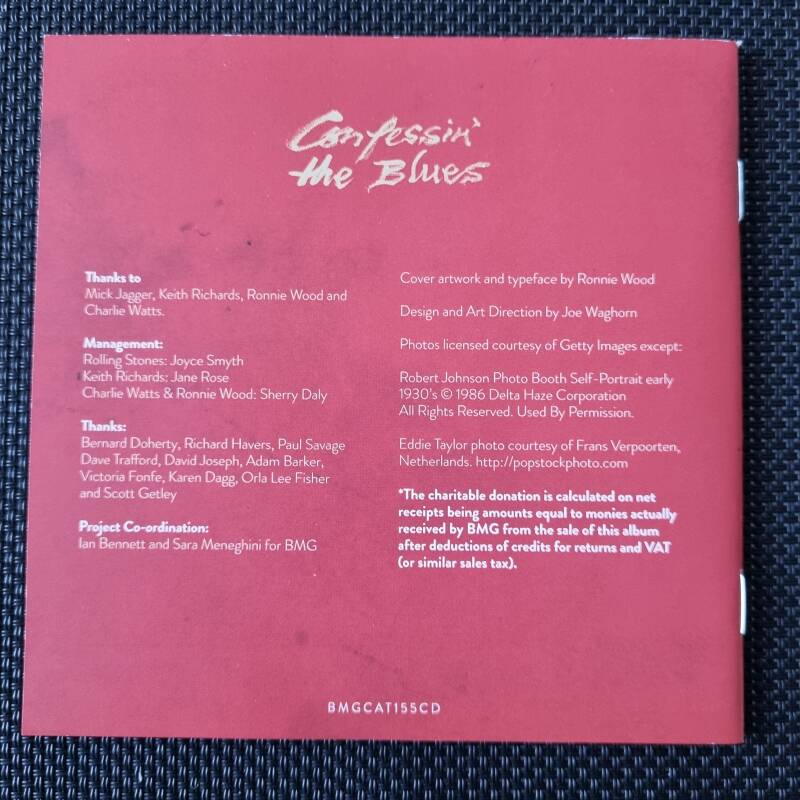 Confessin'
the Blues
Thanks to
Mick Jagger, Keith Richards, Ronnie Wood and
Charlie Watts.
Management:
Rolling Stones: Joyce Smyth
Keith Richards: Jane Rose
Charlie Watts & Ronnie Wood: Sherry Daly
Thanks:
Bernard Doherty, Richard Havers, Paul Savage
Dave Trafford, David Joseph, Adam Barker,
Victoria Fonfe, Karen Dagg, Orla Lee Fisher
and Scott Getley
Project Co-ordination:
Ian Bennett and Sara Meneghini for BMG
Cover artwork and typeface by Ronnie Wood
Design and Art Direction by Joe Waghorn
Photos licensed courtesy of Getty Images except:
Robert Johnson Photo Booth Self-Portrait early
1930's © 1986 Delta Haze Corporation
All Rights Reserved. Used By Permission.
Eddie Taylor photo courtesy of Frans Verpoorten,
Netherlands. http://popstockphoto.com
*The charitable donation is calculated on net
receipts being amounts equal to monies actually
received by BMG from the sale of this album
after deductions of credits for returns and VAT
(or similar sales tax).
BMGCAT155CD